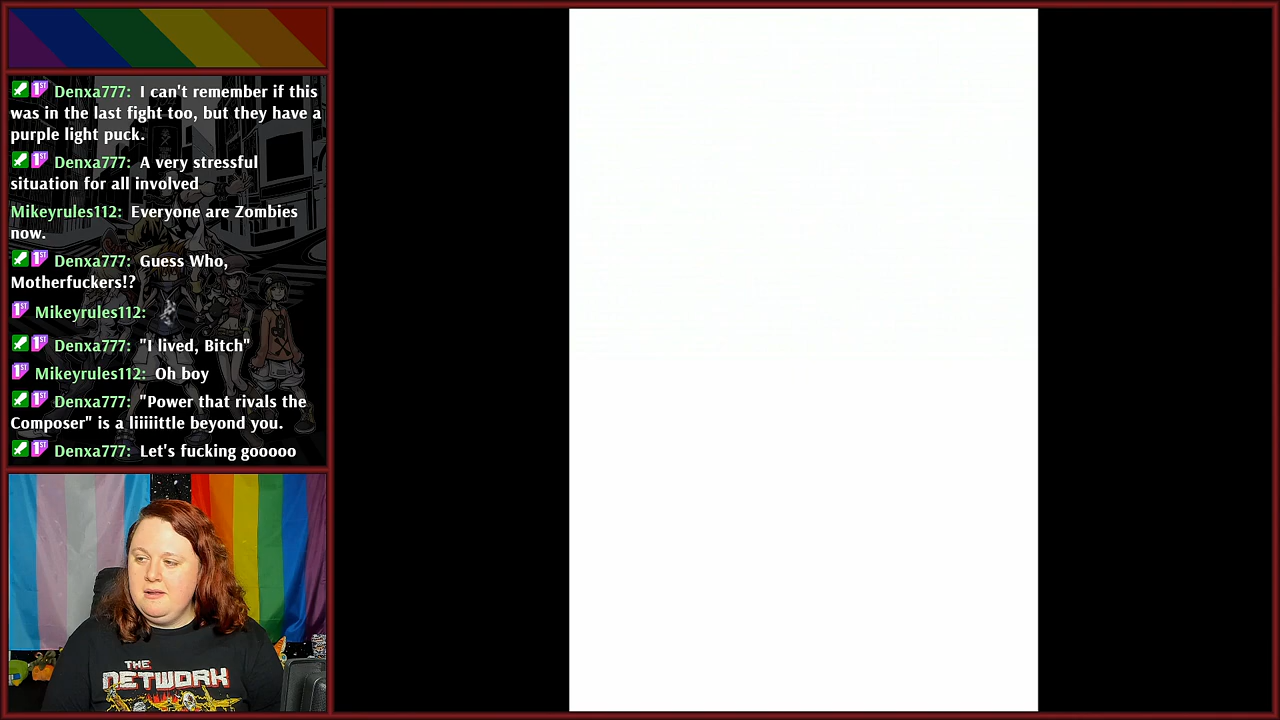 Denxa777: I can't remember if this
was in the last fight too, but they have a
purple light puck.
Denxa777: A very stressful
situation for all involved
Mikeyrules112: Everyone are Zombies
now.
Denxa777: Guess Who,
Motherfuckers!?
Mikeyrules112:
Denxa777: "I lived, Bitch"
Mikeyrules112: Oh boy
Denxa777: "Power that rivals the
Composer" is a liiiiittle beyond you.
Denxa777: Let's fucking gooooo
THE
NETWORK